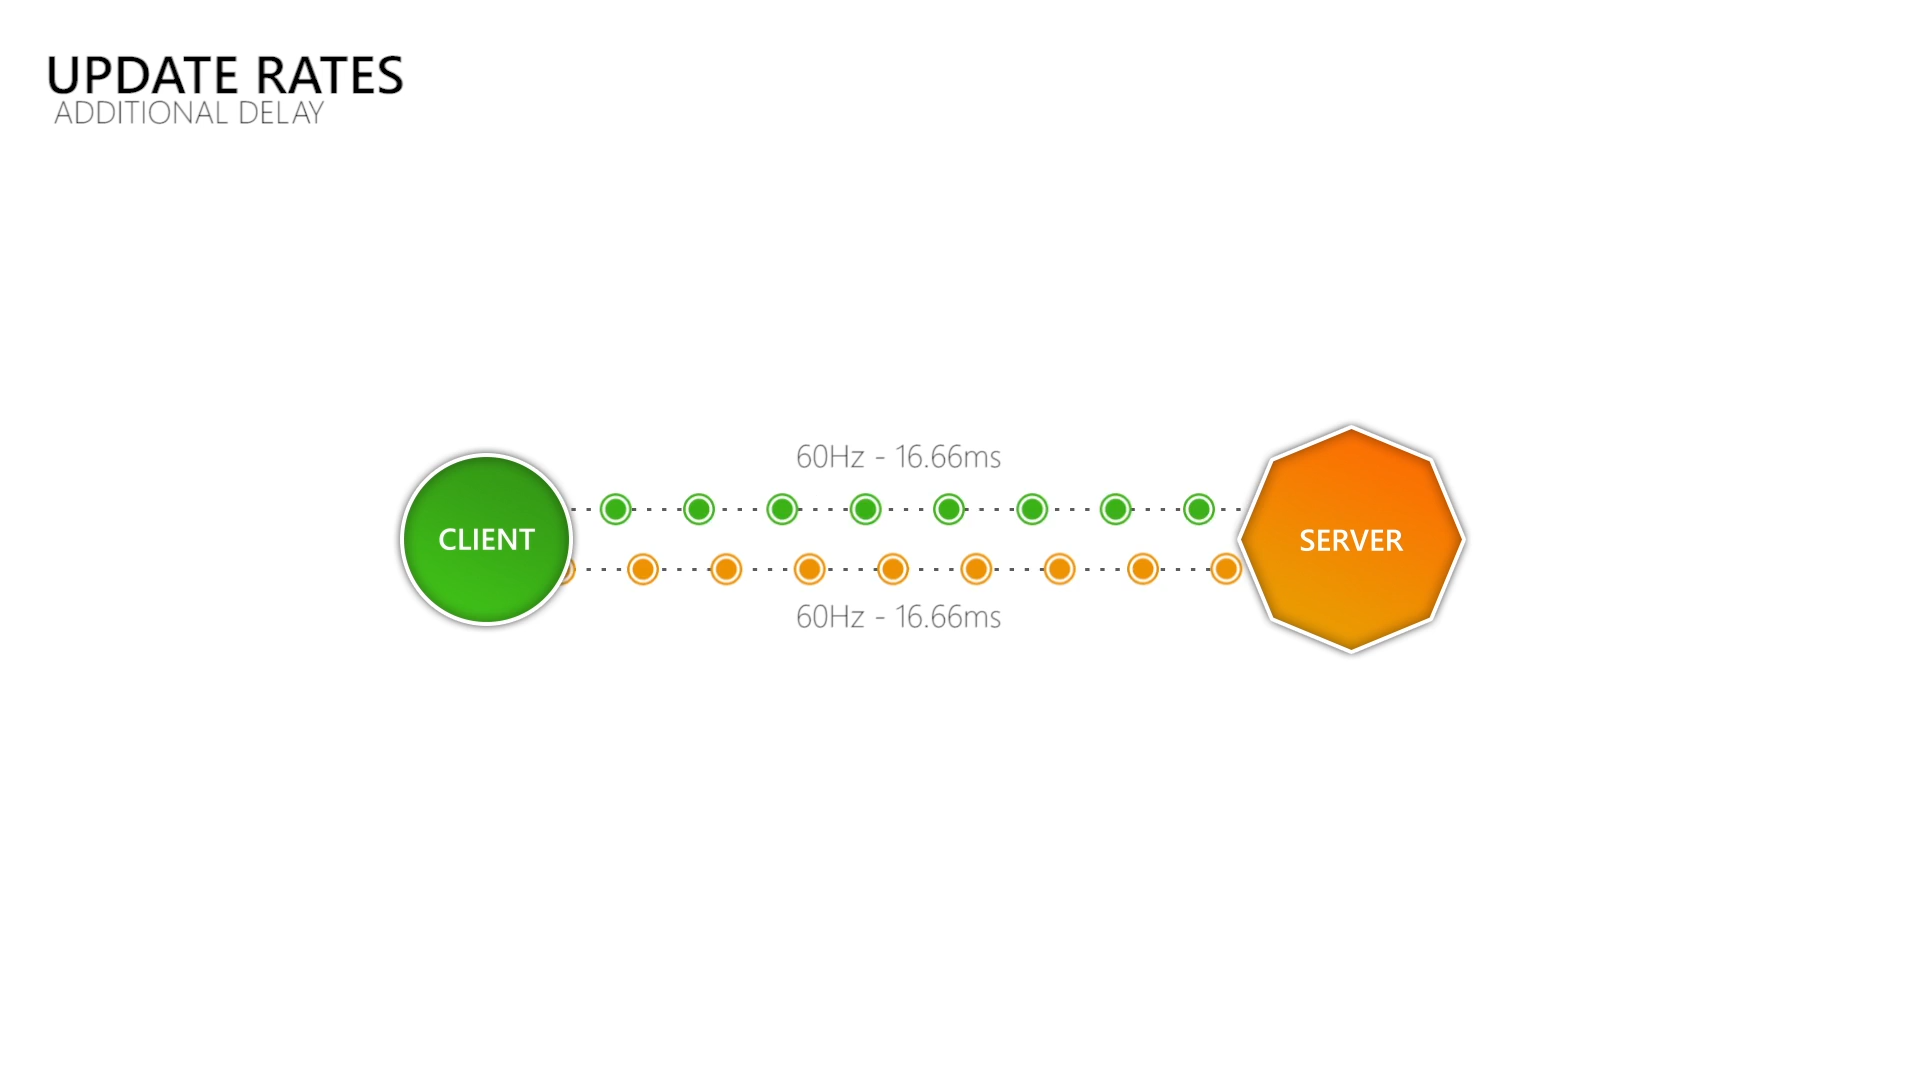 UPDATE RATES
ADDITIONAL DELAY
60Hz - 16.66ms
CLIENT
SERVER
60Hz - 16.66ms